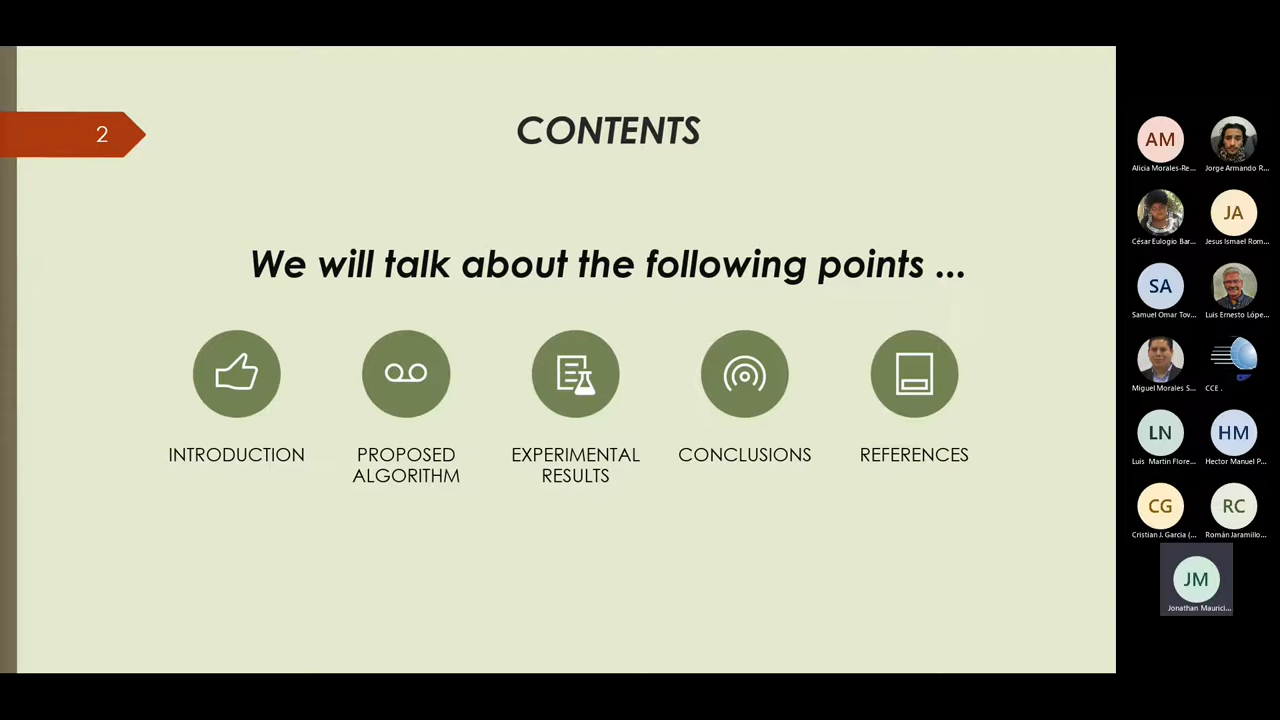 2
CONTENTS
We will talk about the following points ...
INTRODUCTION
PROPOSED
ALGORITHM
EXPERIMENTAL
RESULTS
CONCLUSIONS
REFERENCES
AM
Alicia Morales-Re...
Jorge Armando R...
César Eulogio Bar...
JA
Jesus Ismael Rom...
SA
Samuel Omar Tov...
Luis Ernesto Lópe...
Miguel Morales S...
CCE .
LN
Luis Martin Flore...
HM
Hector Manuel P...
CG
Cristian J. Garcia (...
RC
Román Jaramillo...
JM
Jonathan Maurici...